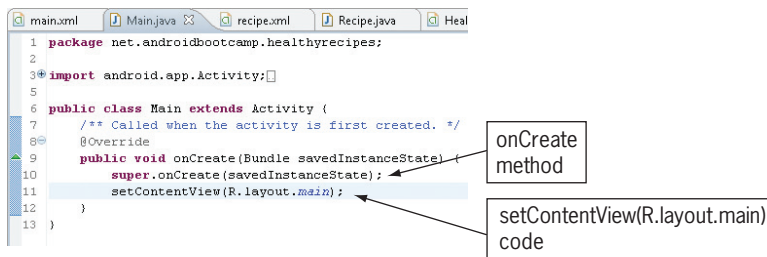 main.xml Main.java recipe.xml Recipe.java Heal
1 package net.androidbootcamp.healthyrecipes;
2
3 import android.app.Activity;
5
6 public class Main extends Activity {
7 /** Called when the activity is first created. */
8 @Override
9 public void onCreate(Bundle savedInstanceState) {
10 super.onCreate(savedInstanceState);
11 setContentView(R.layout.main);
12 }
13 }
onCreate
method
setContentView(R.layout.main)
code